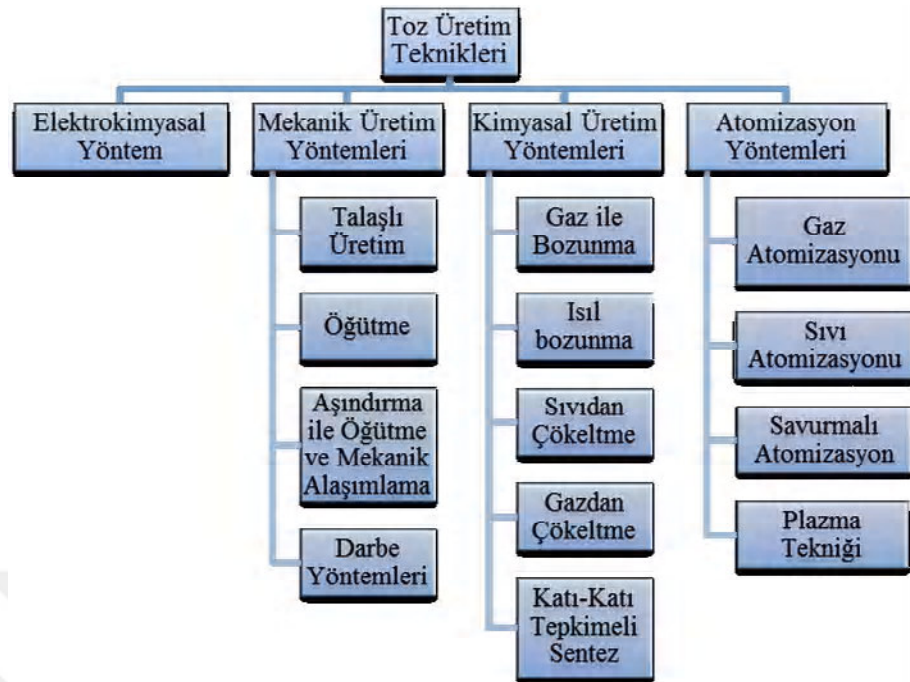 Toz Üretim
Teknikleri
Elektrokimyasal
Yöntem
Mekanik Üretim
Yöntemleri
Talaşlı
Üretim
Öğütme
Aşındırma
ile Öğütme
ve Mekanik
Alaşımlama
Darbe
Yöntemleri
Kimyasal Üretim
Yöntemleri
Gaz ile
Bozunma
Isıl
bozunma
Sıvıdan
Çökeltme
Gazdan
Çökeltme
Katı-Katı
Tepkimeli
Sentez
Atomizasyon
Yöntemleri
Gaz
Atomizasyonu
Sıvı
Atomizasyonu
Savurmalı
Atomizasyon
Plazma
Tekniği